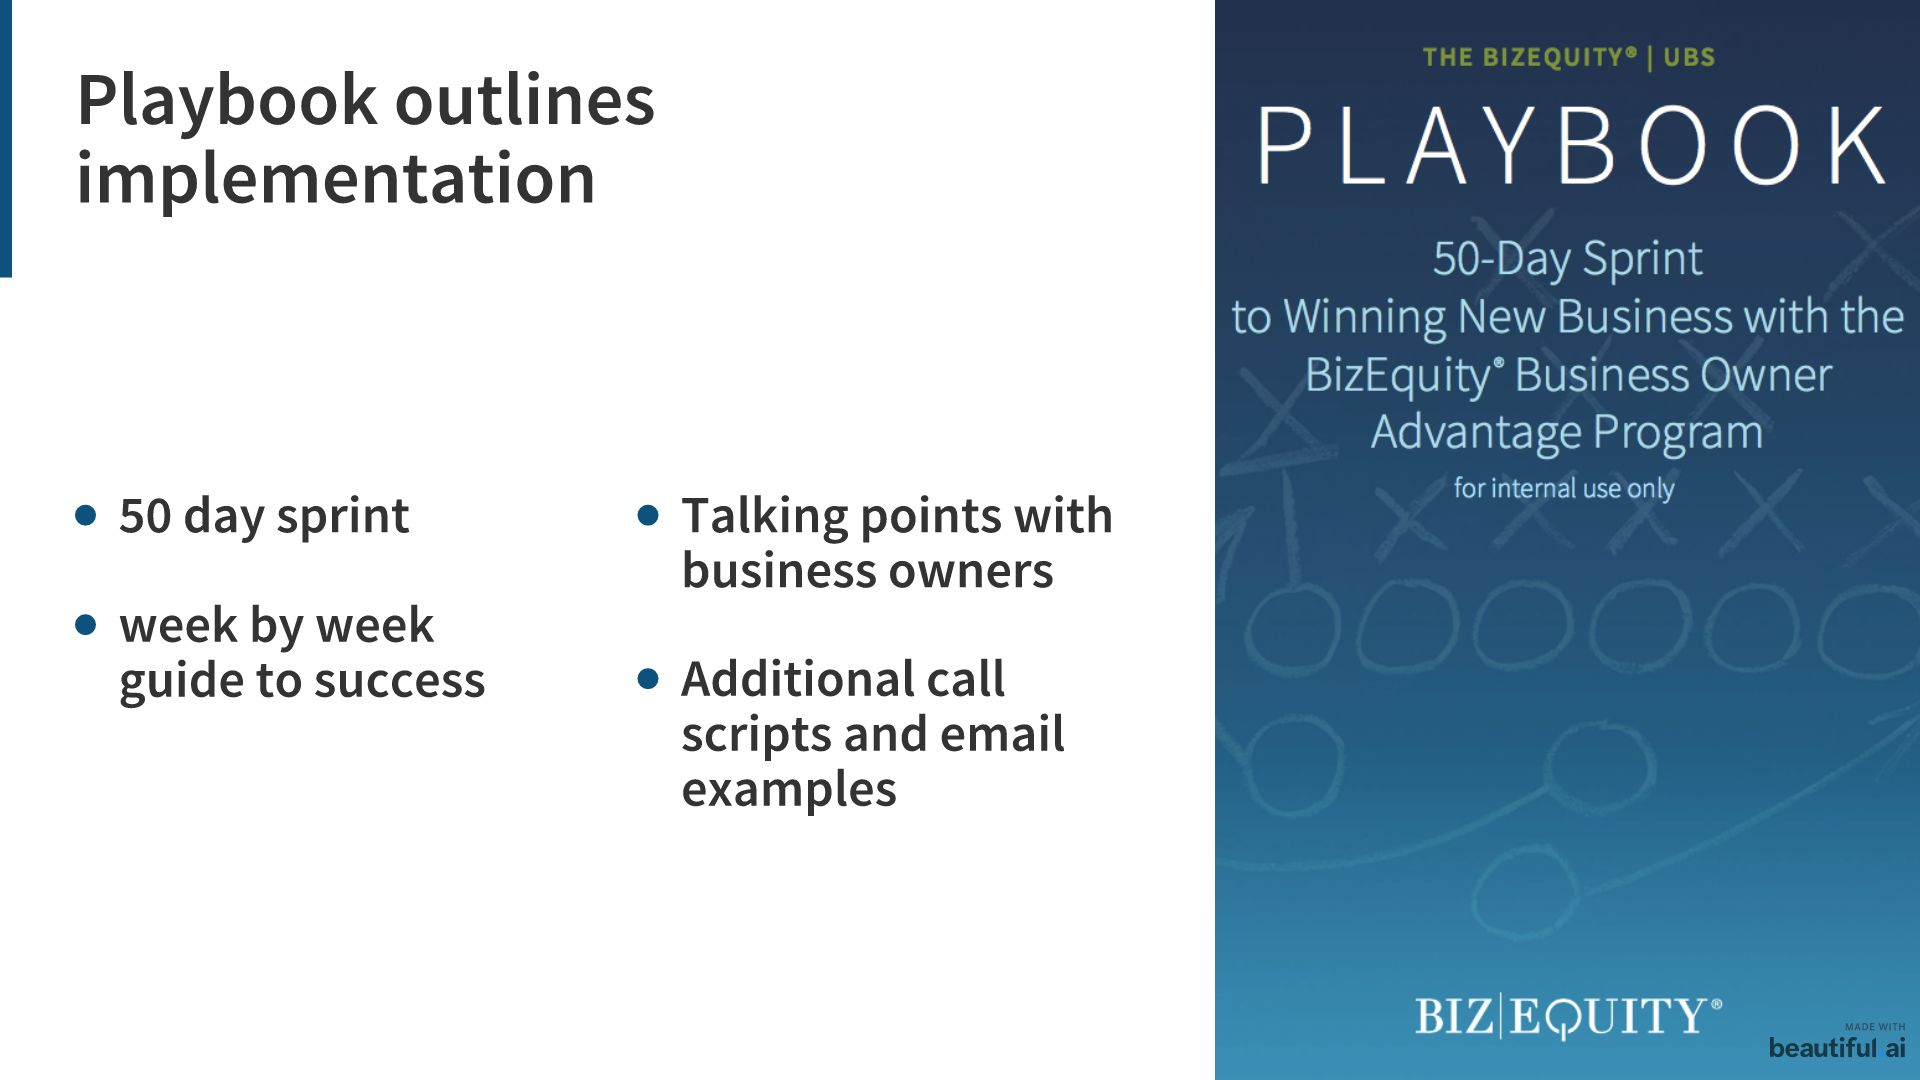 Playbook outlines
implementation
50 day sprint
week by week
guide to success
Talking points with
business owners
Additional call
scripts and email
examples
THE BIZEQUITY® | UBS
PLAYBOOK
50-Day Sprint
to Winning New Business with the
BizEquity® Business Owner
Advantage Program
for internal use only
BIZ|EQUITY®
MADE WITH
beautiful ai